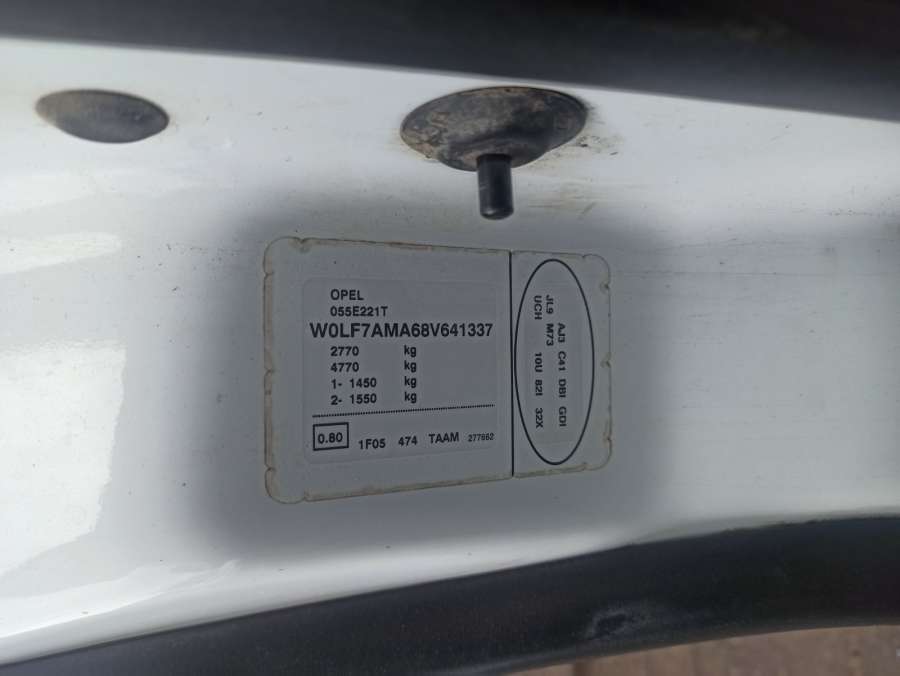 OPEL
055E221T
W0LF7AMA68V641337
2770 kg
4770 kg
1- 1450 kg
2- 1550 kg
0.80 1F05 474 TAAM 277662
AJ3 C41 DBI GDI
JL9 M73 10U 82I 32X
UCH